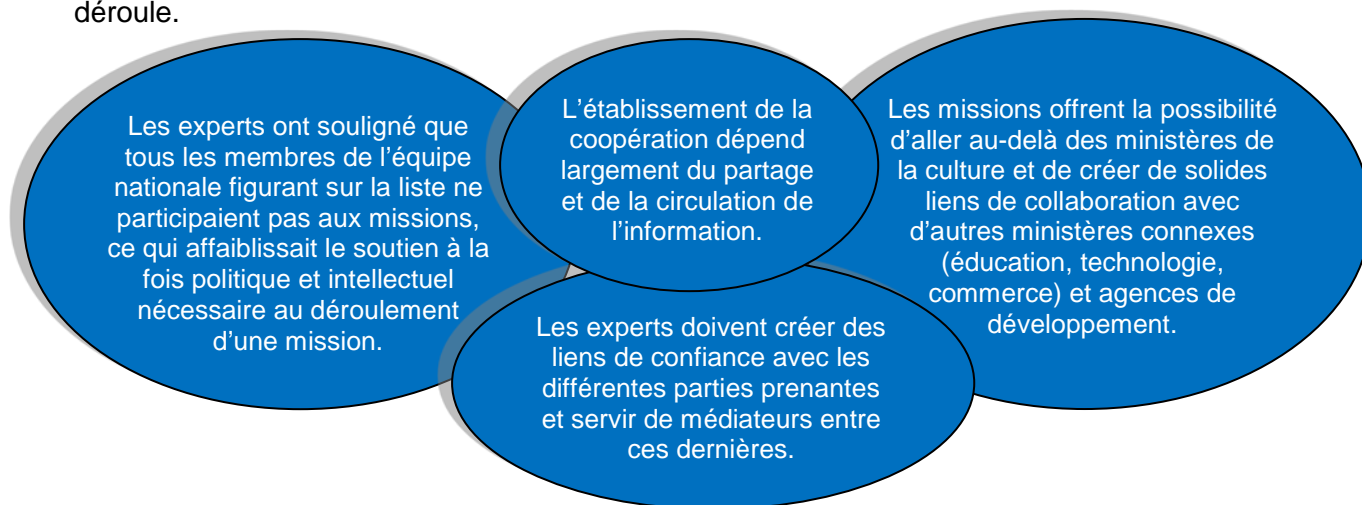 déroule.
Les experts ont souligné que
tous les membres de l’équipe
nationale figurant sur la liste ne
participaient pas aux missions,
ce qui affaiblissait le soutien à la
fois politique et intellectuel
nécessaire au déroulement
d’une mission.
L’établissement de la
coopération dépend
largement du partage
et de la circulation de
l’information.
Les missions offrent la possibilité
d’aller au-delà des ministères de
la culture et de créer de solides
liens de collaboration avec
d’autres ministères connexes
(éducation, technologie,
commerce) et agences de
développement.
Les experts doivent créer des
liens de confiance avec les
différentes parties prenantes
et servir de médiateurs entre
ces dernières.